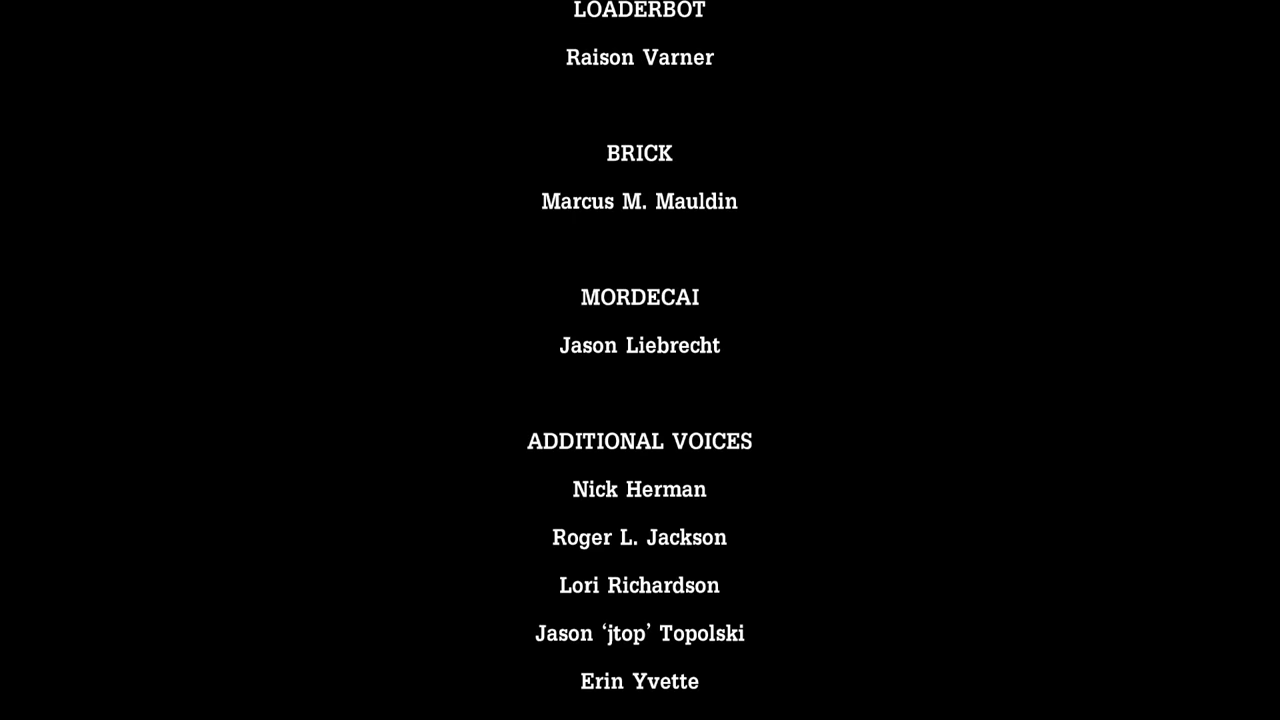 LOADERBOT
Raison Varner
BRICK
Marcus M. Mauldin
MORDECAI
Jason Liebrecht
ADDITIONAL VOICES
Nick Herman
Roger L. Jackson
Lori Richardson
Jason ‘jtop’ Topolski
Erin Yvette